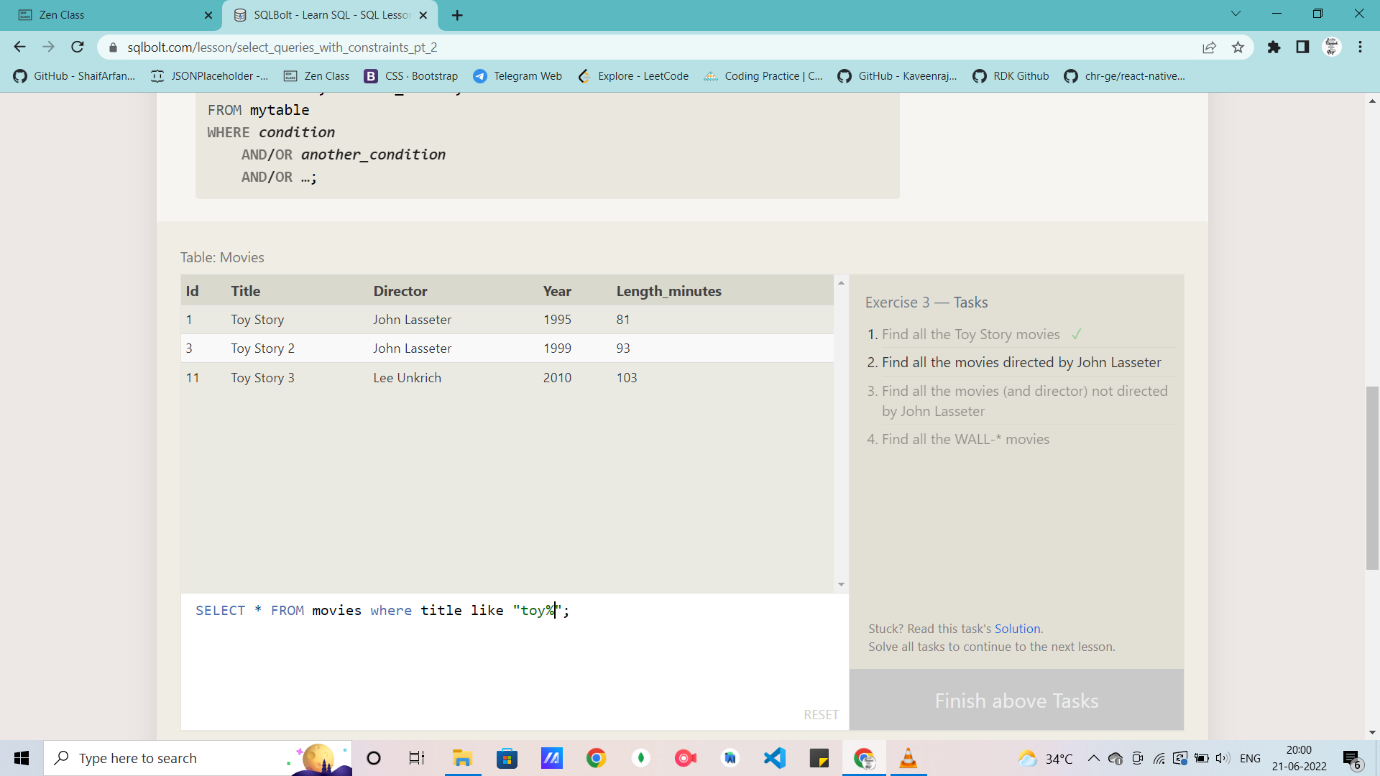 Zen Class
SQLBolt - Learn SQL - SQL Lesso
sqlbolt.com/lesson/select_queries_with_constraints_pt_2
GitHub - ShaifArfan... JSONPlaceholder -... Zen Class CSS · Bootstrap Telegram Web Explore - LeetCode Coding Practice | C... GitHub - Kaveenraj... RDK Github chr-ge/react-native...
FROM mytable
WHERE condition
AND/OR another_condition
AND/OR …;
Table: Movies
Id Title Director Year Length_minutes
1 Toy Story John Lasseter 1995 81
3 Toy Story 2 John Lasseter 1999 93
11 Toy Story 3 Lee Unkrich 2010 103
Exercise 3 — Tasks
1. Find all the Toy Story movies ✓
2. Find all the movies directed by John Lasseter
3. Find all the movies (and director) not directed
by John Lasseter
4. Find all the WALL-* movies
SELECT * FROM movies where title like "toy%";
RESET
Stuck? Read this task's Solution.
Solve all tasks to continue to the next lesson.
Finish above Tasks
Type here to search
34°C
ENG
20:00
21-06-2022
6